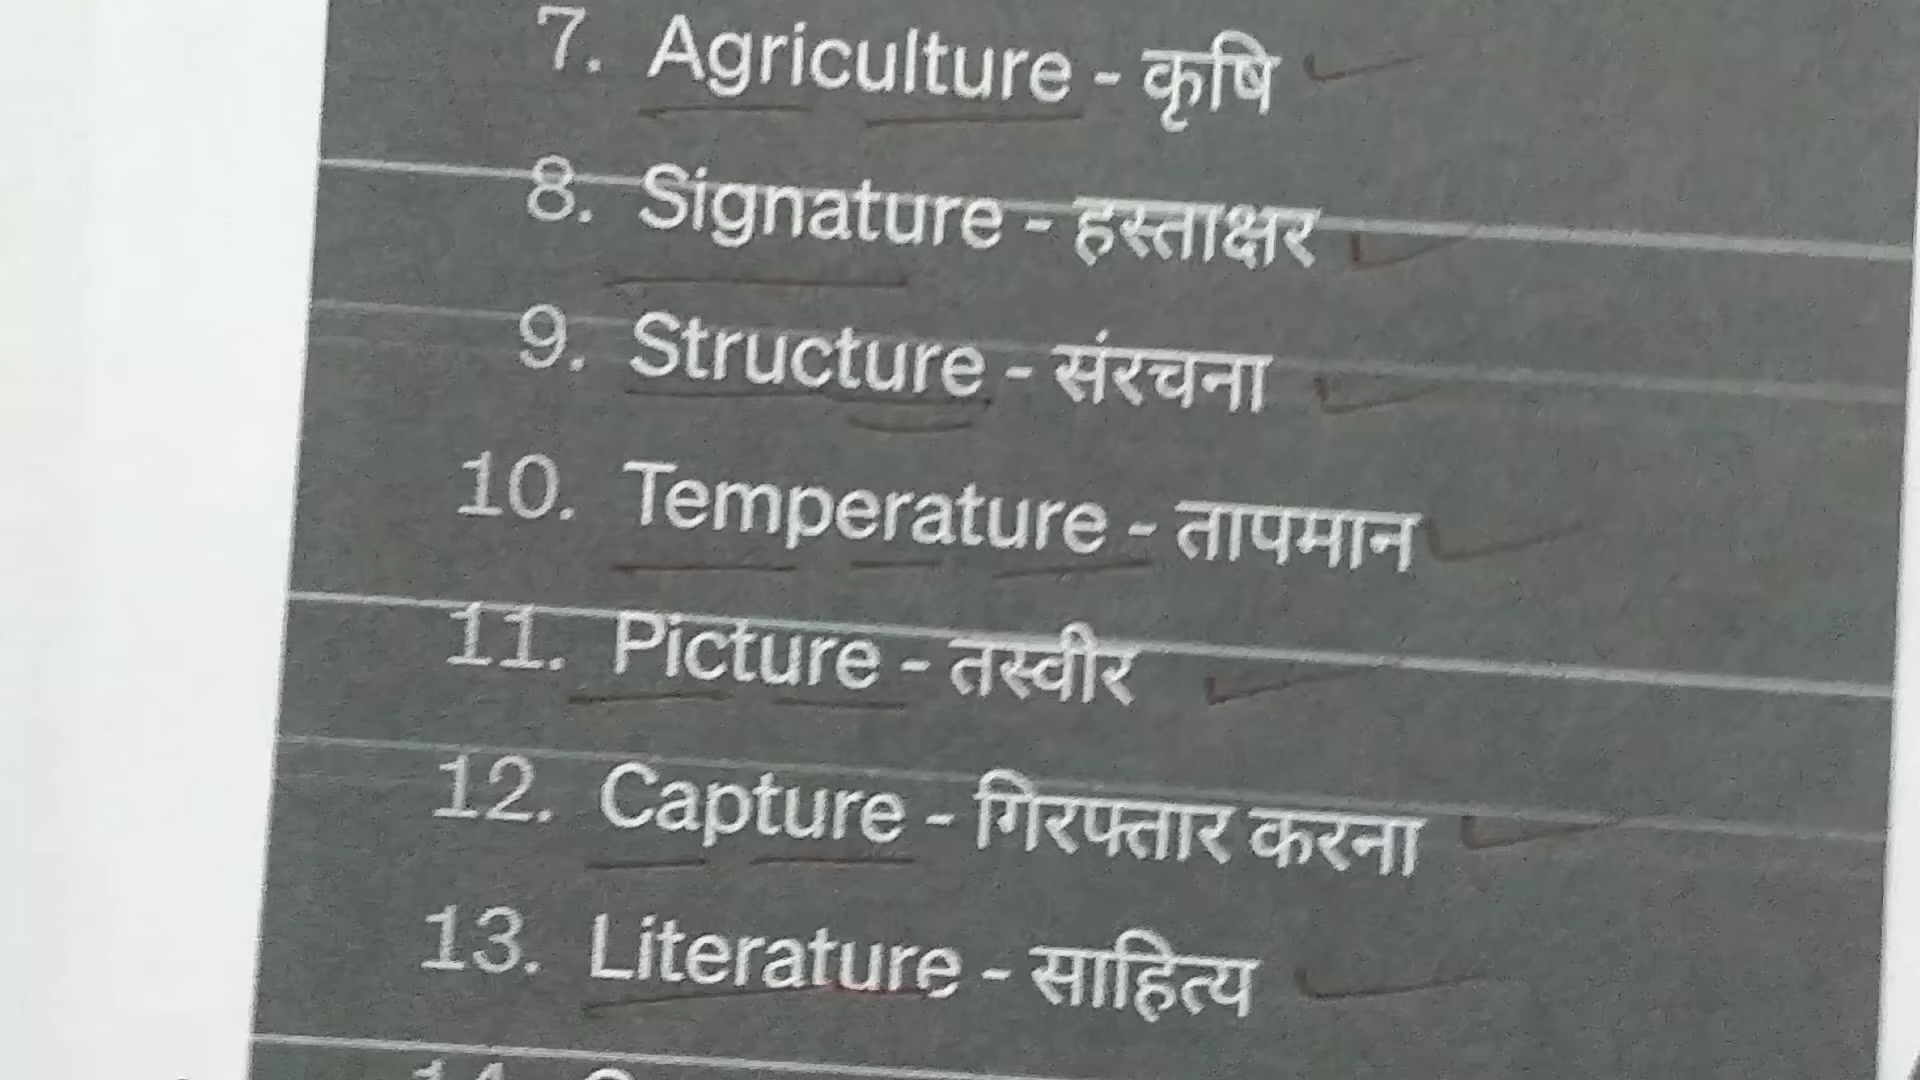 7. Agriculture - कृषि
8. Signature - हस्ताक्षर
9. Structure - संरचना
10. Temperature - तापमान
11. Picture - तस्वीर
12. Capture - गिरफ्तार करना
13. Literature - साहित्य
14.